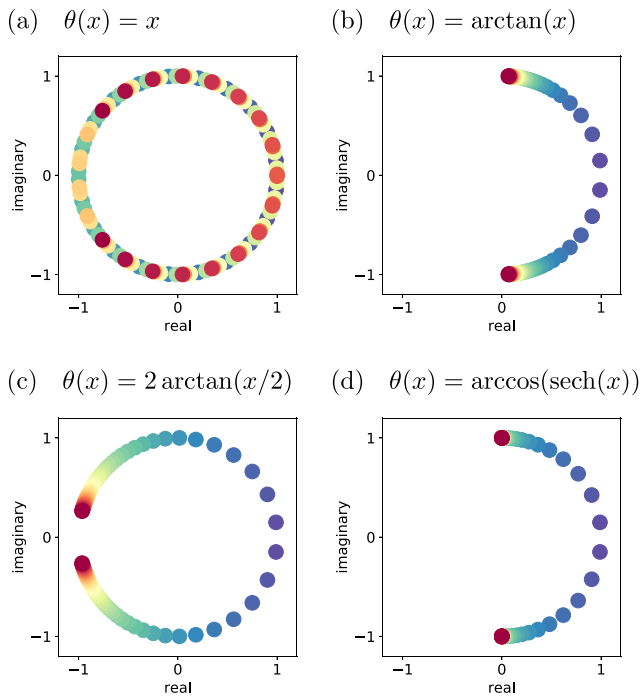 (a) θ(x) = x
(b) θ(x) = arctan(x)
1
0
−1
imaginary
−1 0 1
real
1
0
−1
imaginary
−1 0 1
real
(c) θ(x) = 2 arctan(x/2)
(d) θ(x) = arccos(sech(x))
1
0
−1
imaginary
−1 0 1
real
1
0
−1
imaginary
−1 0 1
real